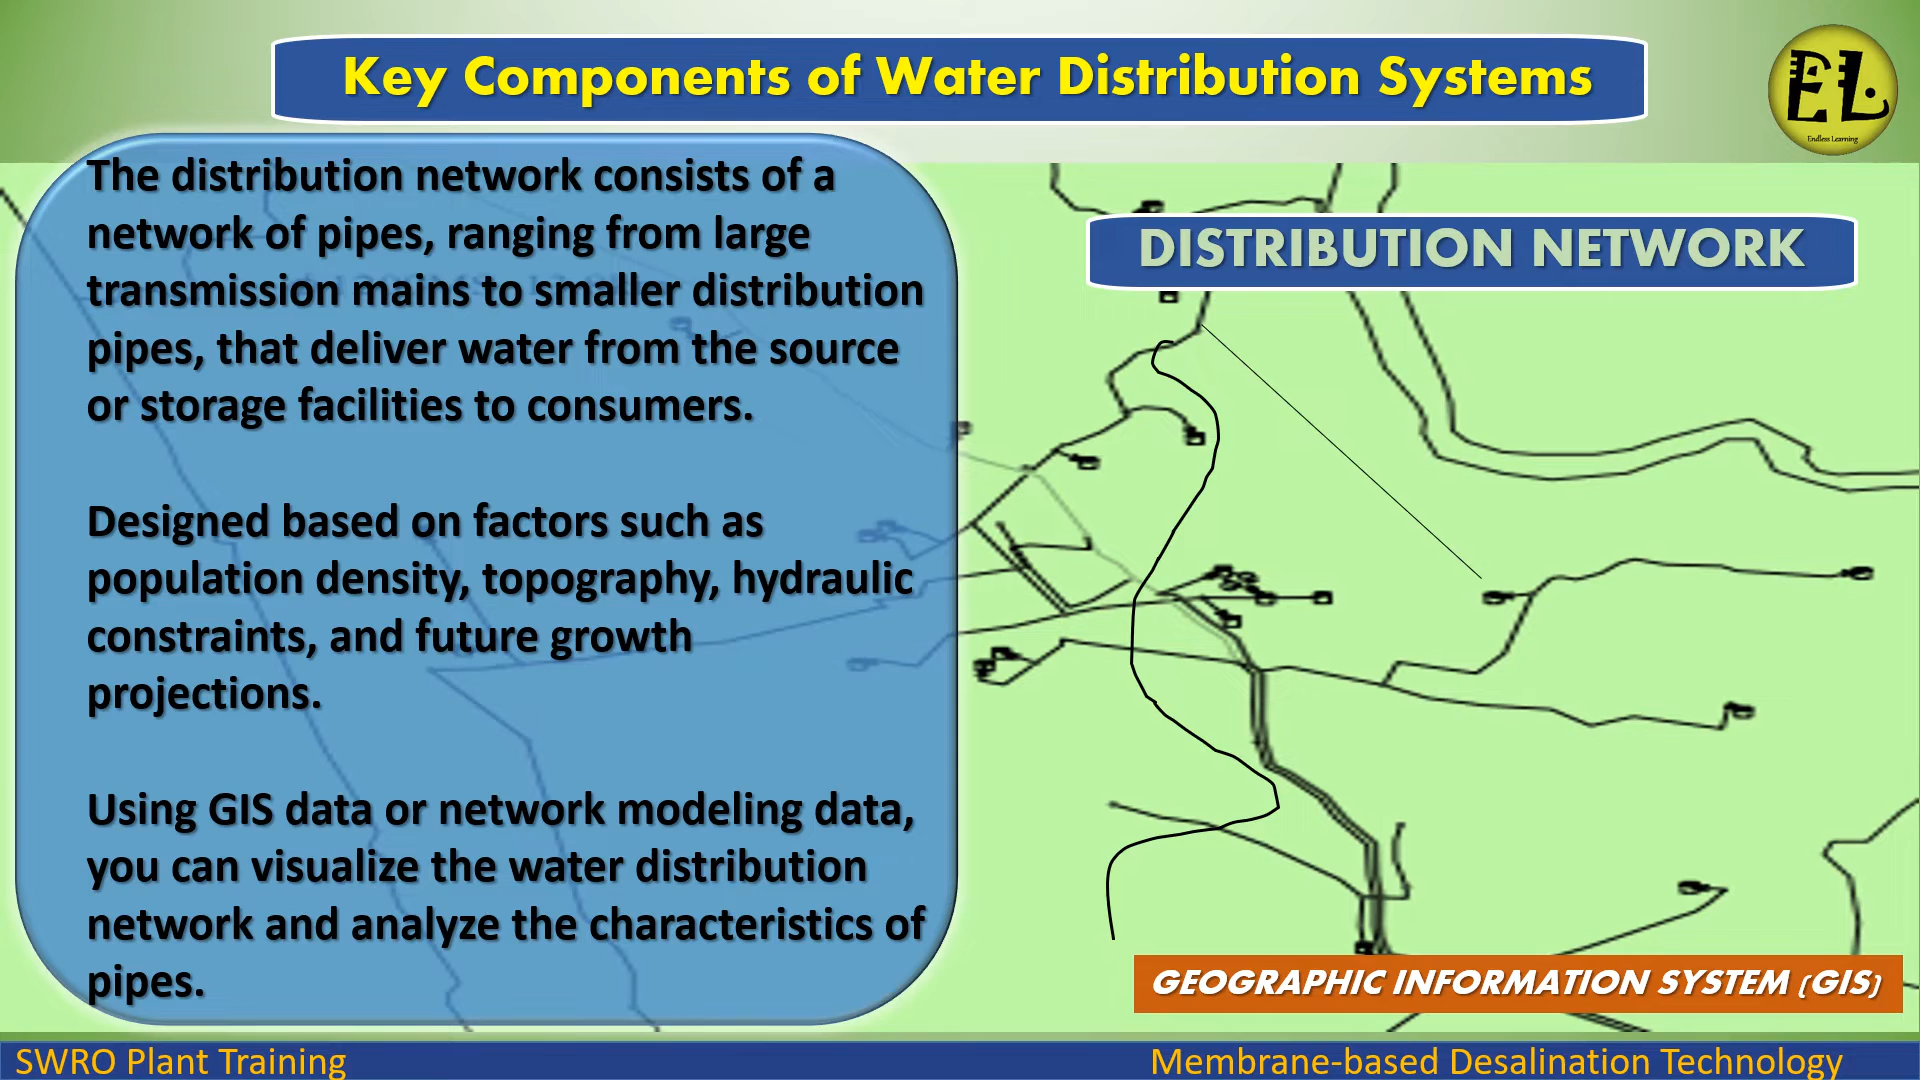 Key Components of Water Distribution Systems
EL
Endless Learning
The distribution network consists of a
network of pipes, ranging from large
transmission mains to smaller distribution
pipes, that deliver water from the source
or storage facilities to consumers.
Designed based on factors such as
population density, topography, hydraulic
constraints, and future growth
projections.
Using GIS data or network modeling data,
you can visualize the water distribution
network and analyze the characteristics of
pipes.
DISTRIBUTION NETWORK
GEOGRAPHIC INFORMATION SYSTEM (GIS)
SWRO Plant Training
Membrane-based Desalination Technology